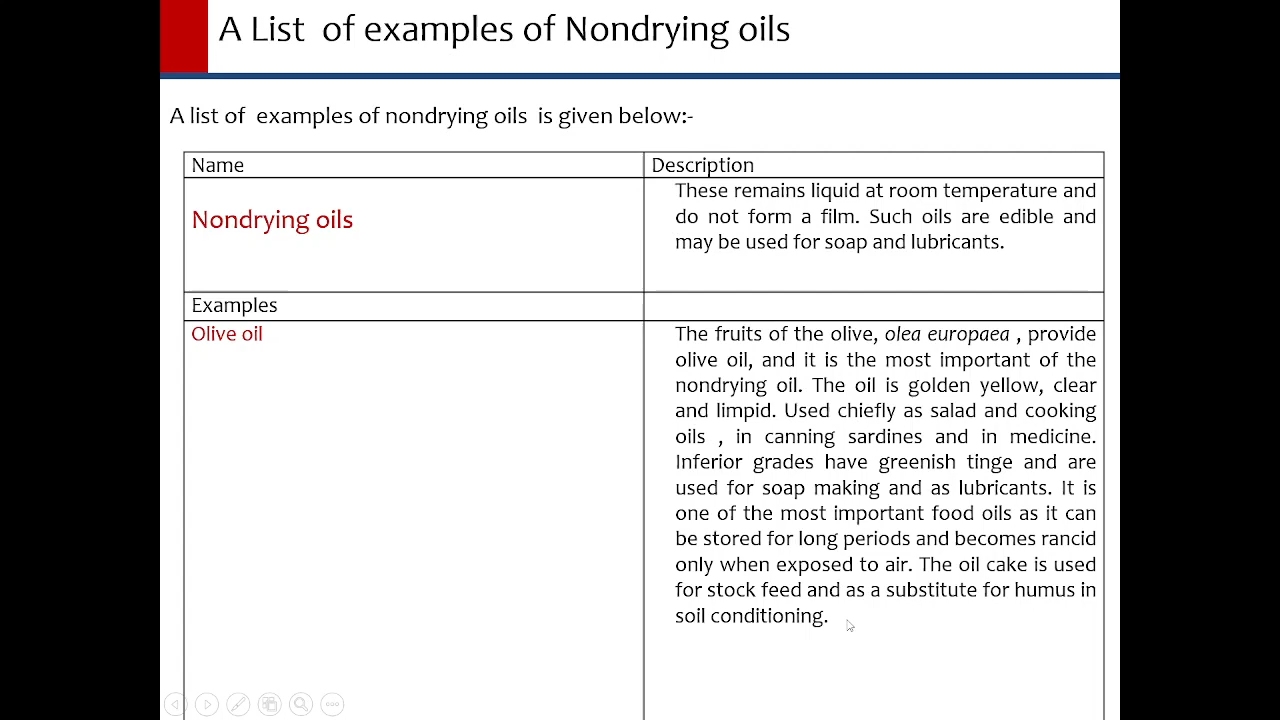 A List of examples of Nondrying oils
A list of examples of nondrying oils is given below:-
Name
Description
Nondrying oils
These remains liquid at room temperature and
do not form a film. Such oils are edible and
may be used for soap and lubricants.
Examples
Olive oil
The fruits of the olive, olea europaea , provide
olive oil, and it is the most important of the
nondrying oil. The oil is golden yellow, clear
and limpid. Used chiefly as salad and cooking
oils , in canning sardines and in medicine.
Inferior grades have greenish tinge and are
used for soap making and as lubricants. It is
one of the most important food oils as it can
be stored for long periods and becomes rancid
only when exposed to air. The oil cake is used
for stock feed and as a substitute for humus in
soil conditioning.